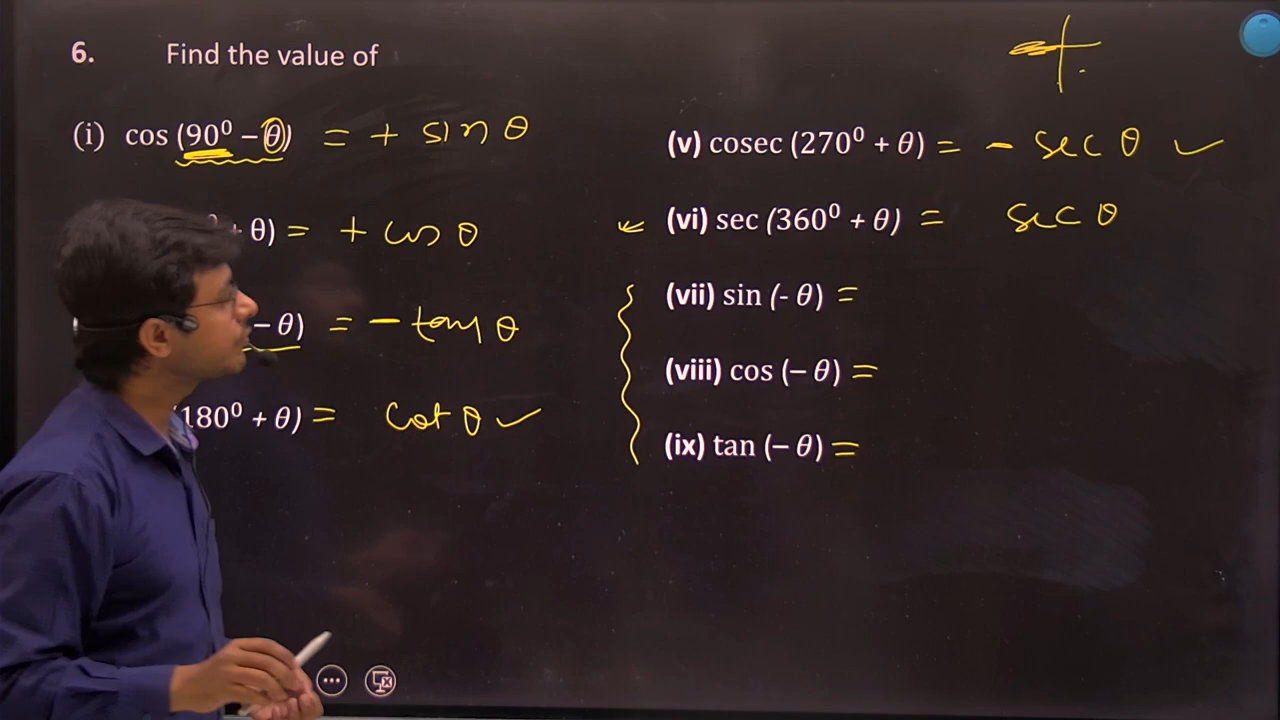 6. Find the value of
(i) cos (90⁰ − θ) = + sin θ
θ) = + cos θ
− θ) = − tan θ
180⁰ + θ) = cot θ ✓
(v) cosec (270⁰ + θ) = − sec θ ✓
(vi) sec (360⁰ + θ) = sec θ
(vii) sin (- θ) =
(viii) cos (− θ) =
(ix) tan (− θ) =